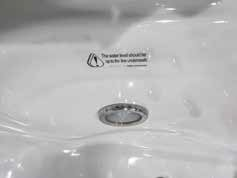 The water level should be
up to the line underneath